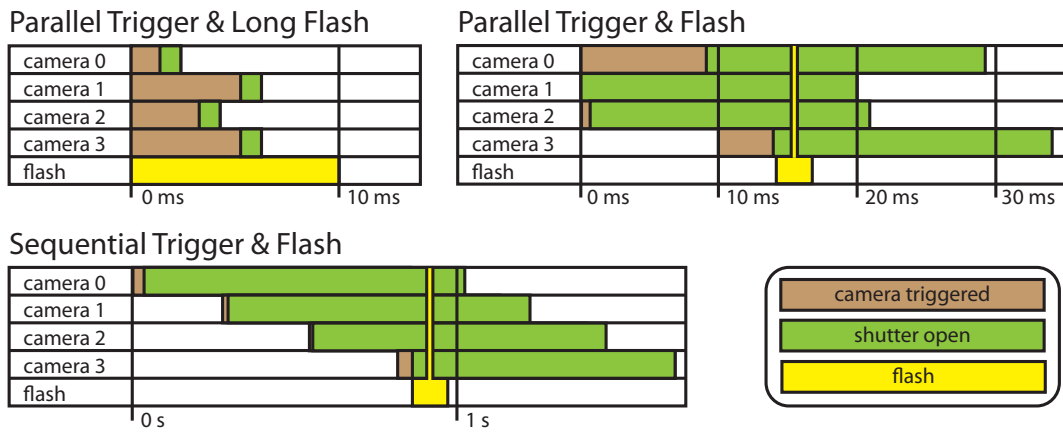 Parallel Trigger & Long Flash
camera 0
camera 1
camera 2
camera 3
flash
0 ms
10 ms
Parallel Trigger & Flash
camera 0
camera 1
camera 2
camera 3
flash
0 ms
10 ms
20 ms
30 ms
Sequential Trigger & Flash
camera 0
camera 1
camera 2
camera 3
flash
0 s
1 s
camera triggered
shutter open
flash